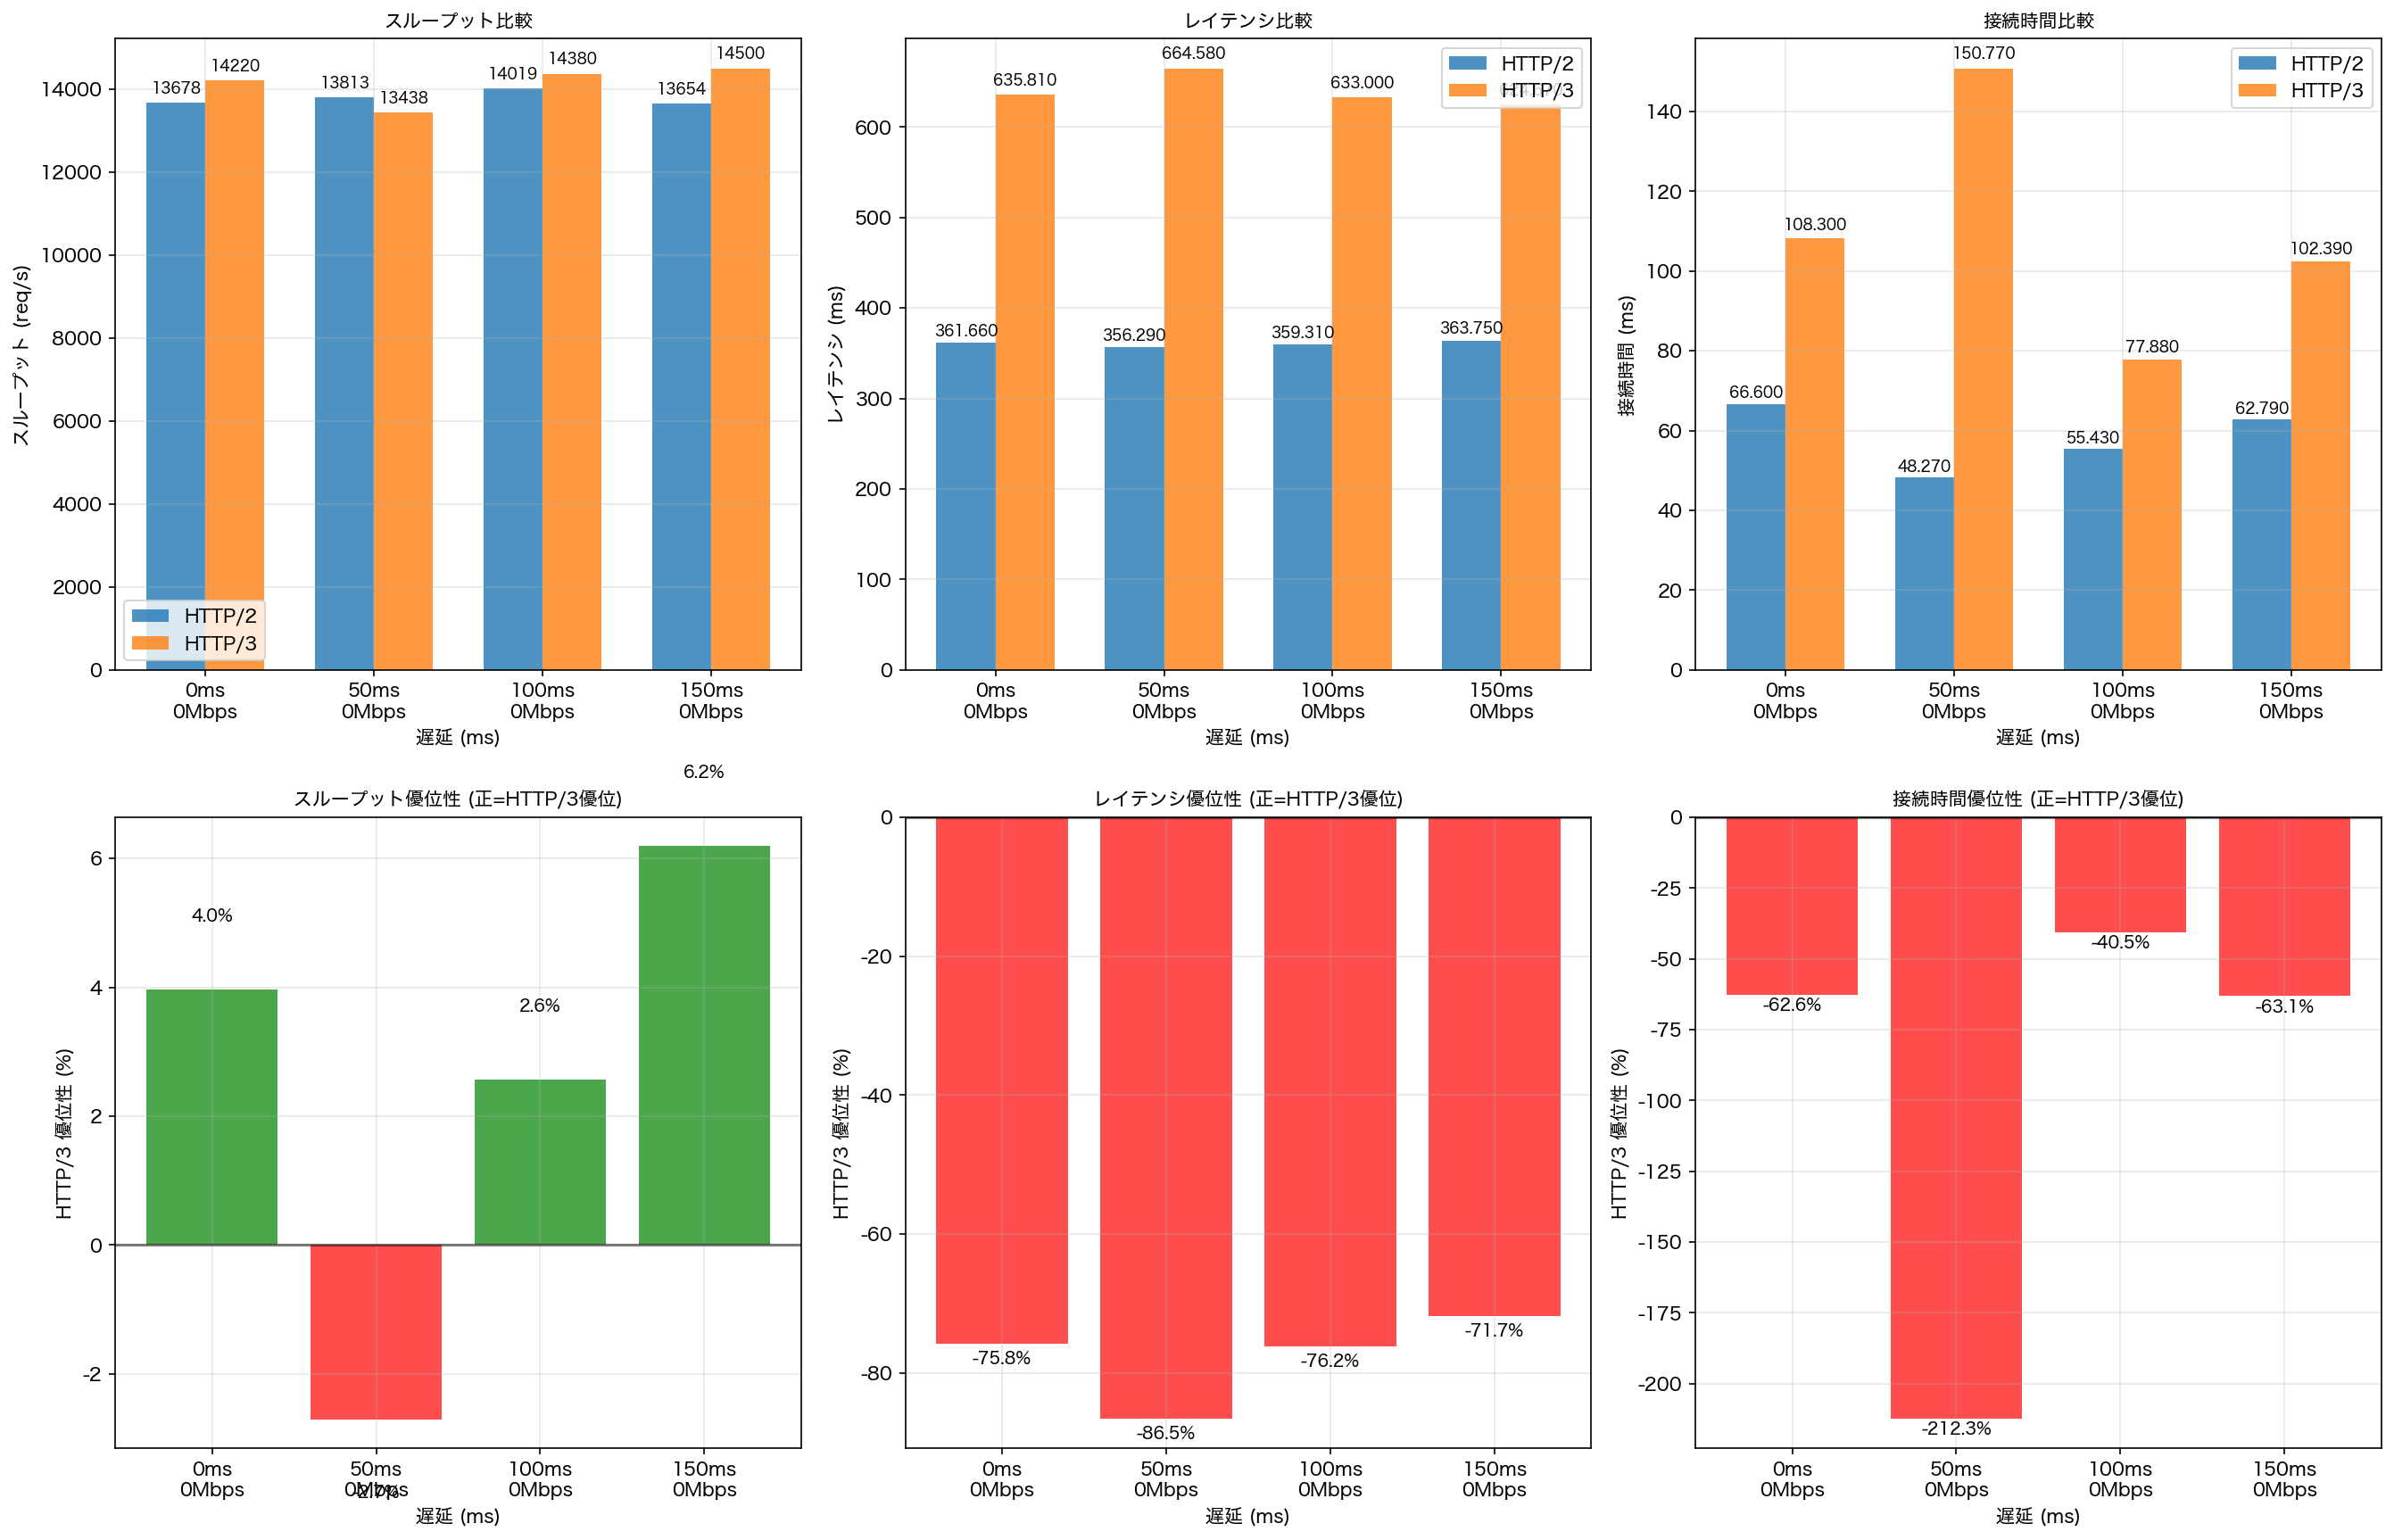 スループット比較
14220
13678
13813
13438
14019
14380
13654
14500
14000
12000
10000
8000
6000
4000
2000
0
スループット (req/s)
HTTP/2
HTTP/3
0ms
0Mbps
50ms
0Mbps
100ms
0Mbps
150ms
0Mbps
遅延 (ms)
レイテンシ比較
635.810
664.580
633.000
361.660
356.290
359.310
363.750
600
500
400
300
200
100
0
レイテンシ (ms)
HTTP/2
HTTP/3
0ms
0Mbps
50ms
0Mbps
100ms
0Mbps
150ms
0Mbps
遅延 (ms)
接続時間比較
108.300
150.770
77.880
102.390
66.600
48.270
55.430
62.790
140
120
100
80
60
40
20
0
接続時間 (ms)
HTTP/2
HTTP/3
0ms
0Mbps
50ms
0Mbps
100ms
0Mbps
150ms
0Mbps
遅延 (ms)
6.2%
スループット優位性 (正=HTTP/3優位)
4.0%
2.6%
6
4
2
0
-2
HTTP/3 優位性 (%)
0ms
0Mbps
50ms
0Mbps
-2.7%
100ms
0Mbps
150ms
0Mbps
遅延 (ms)
レイテンシ優位性 (正=HTTP/3優位)
0
-20
-40
-60
-80
HTTP/3 優位性 (%)
-75.8%
-86.5%
-76.2%
-71.7%
0ms
0Mbps
50ms
0Mbps
100ms
0Mbps
150ms
0Mbps
遅延 (ms)
接続時間優位性 (正=HTTP/3優位)
0
-25
-50
-75
-100
-125
-150
-175
-200
HTTP/3 優位性 (%)
-62.6%
-212.3%
-40.5%
-63.1%
0ms
0Mbps
50ms
0Mbps
100ms
0Mbps
150ms
0Mbps
遅延 (ms)